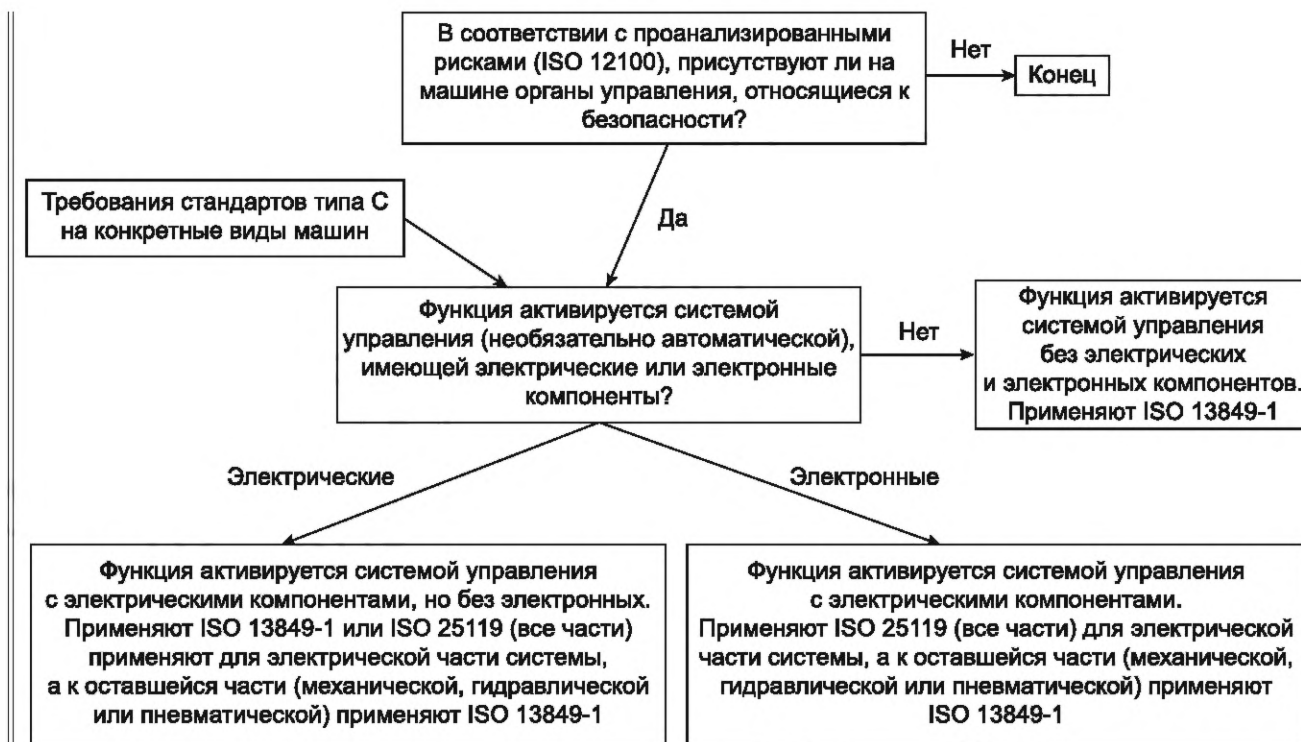 В соответствии с проанализированными
рисками (ISO 12100), присутствуют ли на
машине органы управления, относящиеся к
безопасности?
Нет
Конец
Требования стандартов типа С
на конкретные виды машин
Да
Функция активируется системой
управления (необязательно автоматической),
имеющей электрические или электронные
компоненты?
Нет
Функция активируется
системой управления
без электрических
и электронных компонентов.
Применяют ISO 13849-1
Электрические
Электронные
Функция активируется системой управления
с электрическими компонентами, но без электронных.
Применяют ISO 13849-1 или ISO 25119 (все части)
применяют для электрической части системы,
а к оставшейся части (механической, гидравлической
или пневматической) применяют ISO 13849-1
Функция активируется системой управления
с электрическими компонентами.
Применяют ISO 25119 (все части) для электрической
части системы, а к оставшейся части (механической,
гидравлической или пневматической) применяют
ISO 13849-1